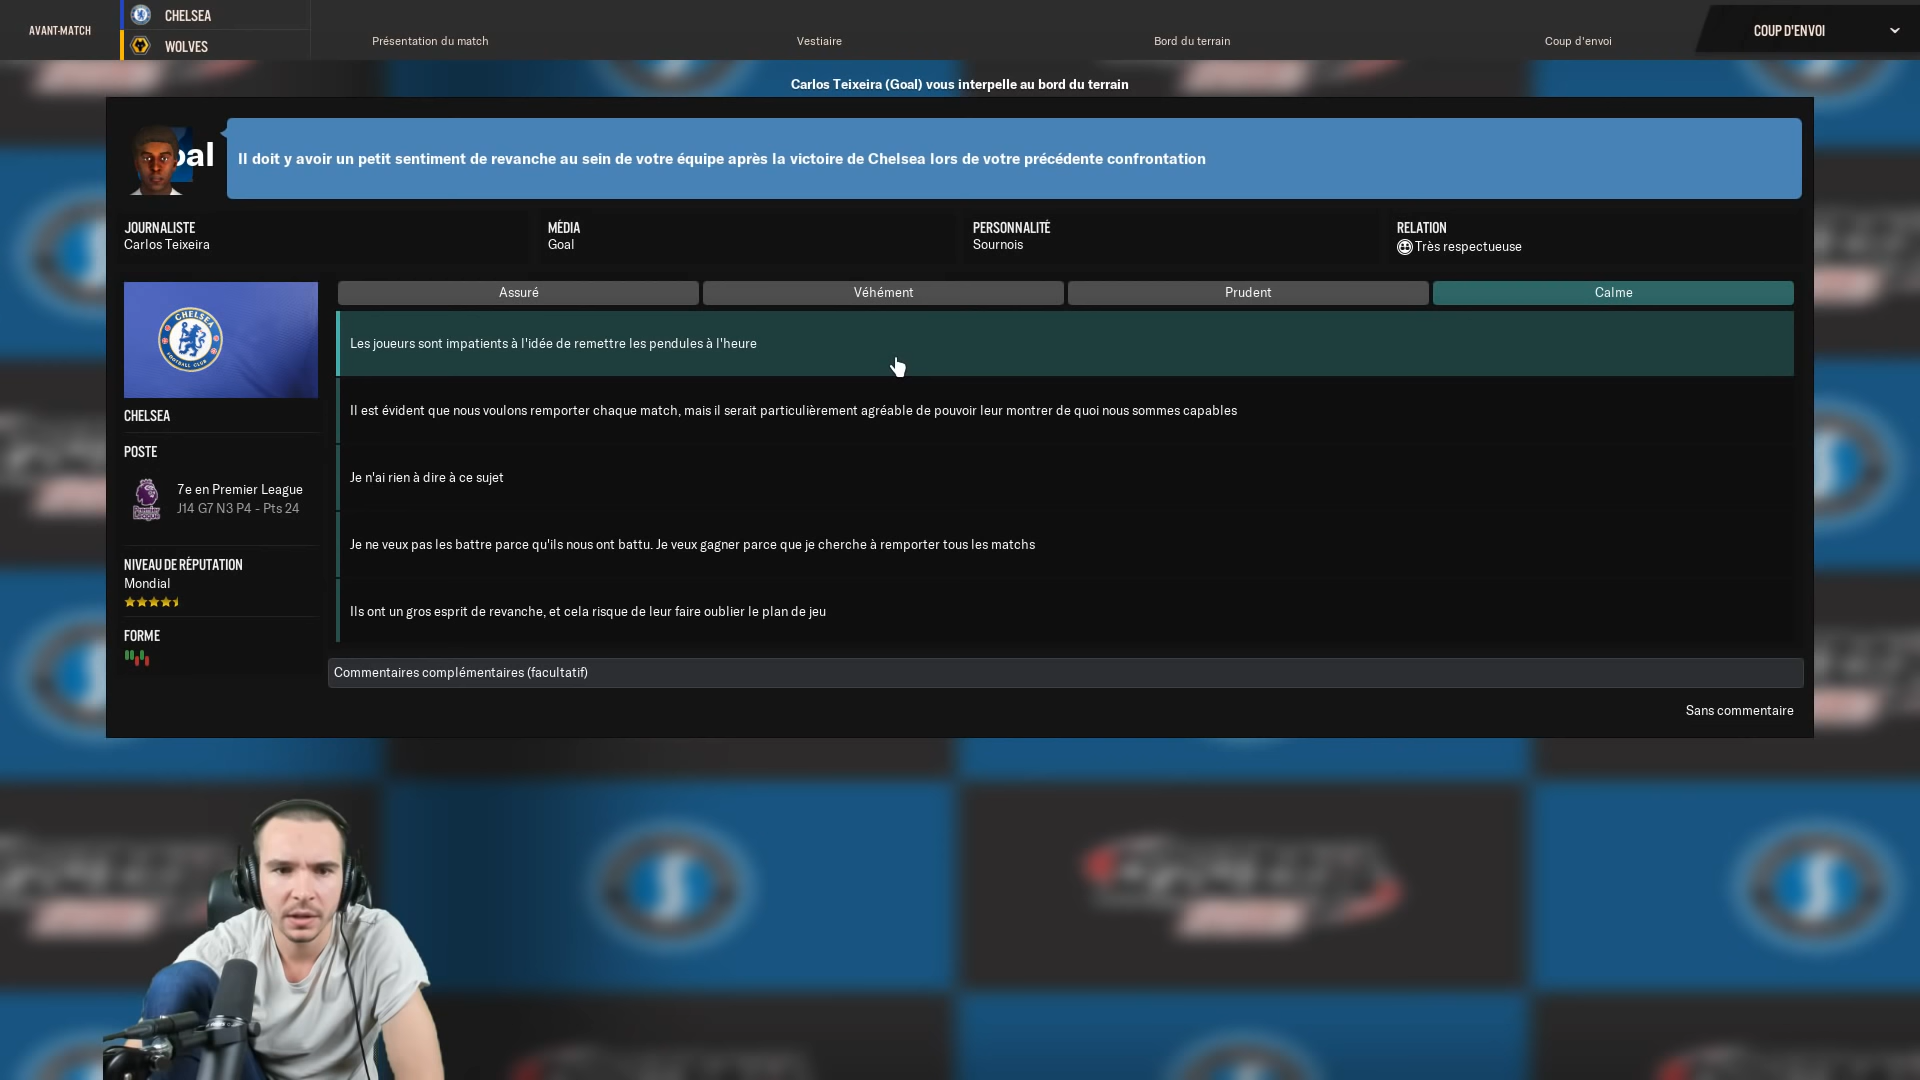 AVANT-MATCH
CHELSEA
WOLVES
Présentation du match
Vestiaire
Bord du terrain
Coup d'envoi
COUP D'ENVOI
Carlos Teixeira (Goal) vous interpelle au bord du terrain
Il doit y avoir un petit sentiment de revanche au sein de votre équipe après la victoire de Chelsea lors de votre précédente confrontation
JOURNALISTE
Carlos Teixeira
MÉDIA
Goal
PERSONNALITÉ
Sournois
RELATION
Très respectueuse
Assuré
Véhément
Prudent
Calme
CHELSEA
FOOTBALL CLUB
Les joueurs sont impatients à l'idée de remettre les pendules à l'heure
Il est évident que nous voulons remporter chaque match, mais il serait particulièrement agréable de pouvoir leur montrer de quoi nous sommes capables
Je n'ai rien à dire à ce sujet
Je ne veux pas les battre parce qu'ils nous ont battu. Je veux gagner parce que je cherche à remporter tous les matchs
Ils ont un gros esprit de revanche, et cela risque de leur faire oublier le plan de jeu
CHELSEA
POSTE
Premier League
7e en Premier League
J14 G7 N3 P4 - Pts 24
NIVEAU DE RÉPUTATION
Mondial
FORME
Commentaires complémentaires (facultatif)
Sans commentaire